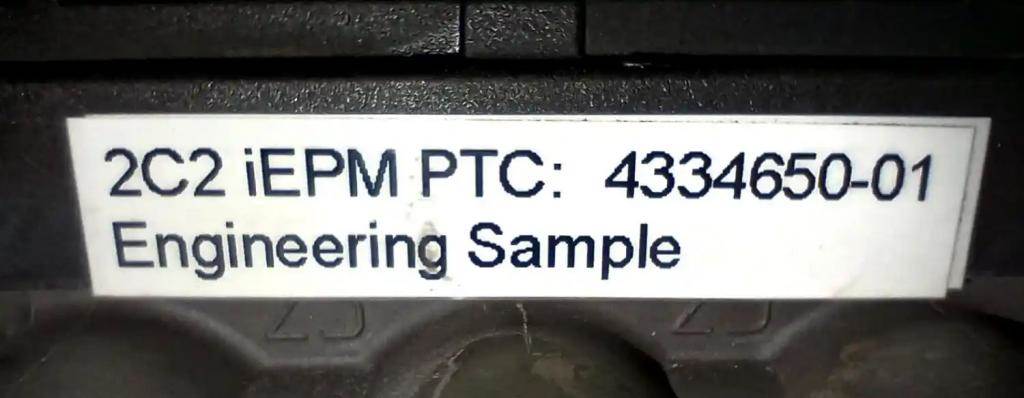 2C2 iEPM PTC: 4334650-01
Engineering Sample